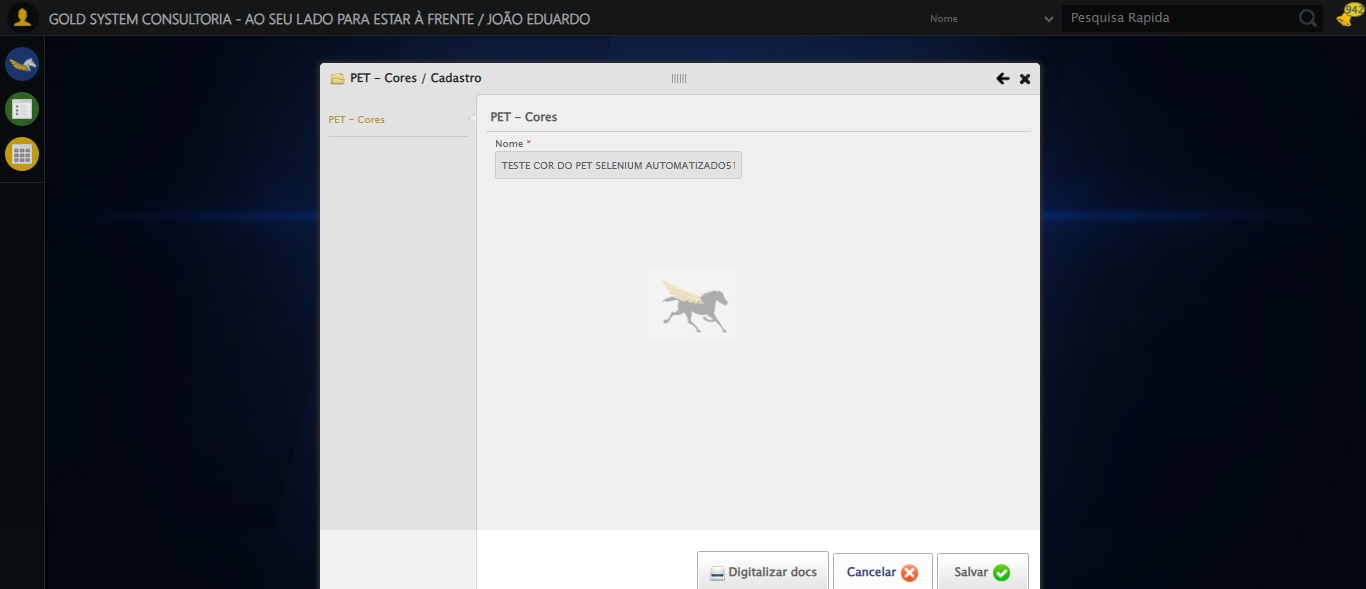 GOLD SYSTEM CONSULTORIA - AO SEU LADO PARA ESTAR À FRENTE / JOÃO EDUARDO
Nome
Pesquisa Rapida
942
PET - Cores / Cadastro
PET - Cores
PET - Cores
Nome *
TESTE COR DO PET SELENIUM AUTOMATIZADO51
Digitalizar docs
Cancelar
Salvar